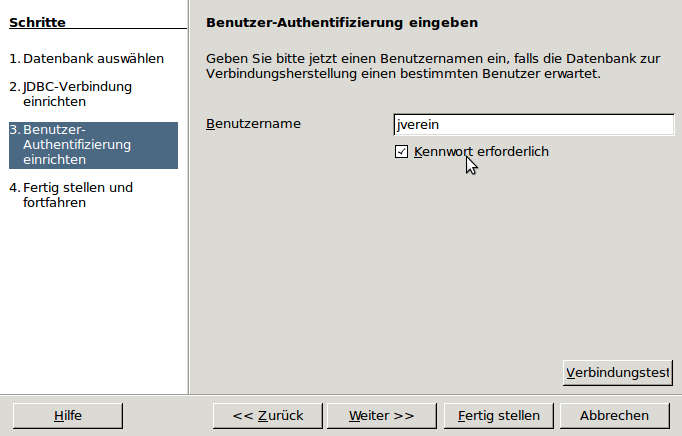 Schritte
1. Datenbank auswählen
2. JDBC-Verbindung
einrichten
3. Benutzer-
Authentifizierung
einrichten
4. Fertig stellen und
fortfahren
Benutzer-Authentifizierung eingeben
Geben Sie bitte jetzt einen Benutzernamen ein, falls die Datenbank zur
Verbindungsherstellung einen bestimmten Benutzer erwartet.
Benutzername
jverein
Kennwort erforderlich
Verbindungstest
Hilfe
<< Zurück
Weiter >>
Fertig stellen
Abbrechen